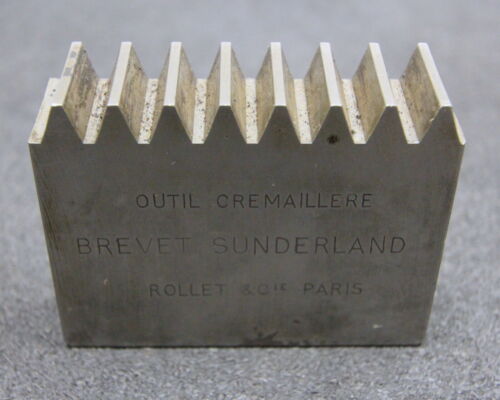 OUTIL CREMAILLERE
BREVET SUNDERLAND
ROLLET & CIE PARIS